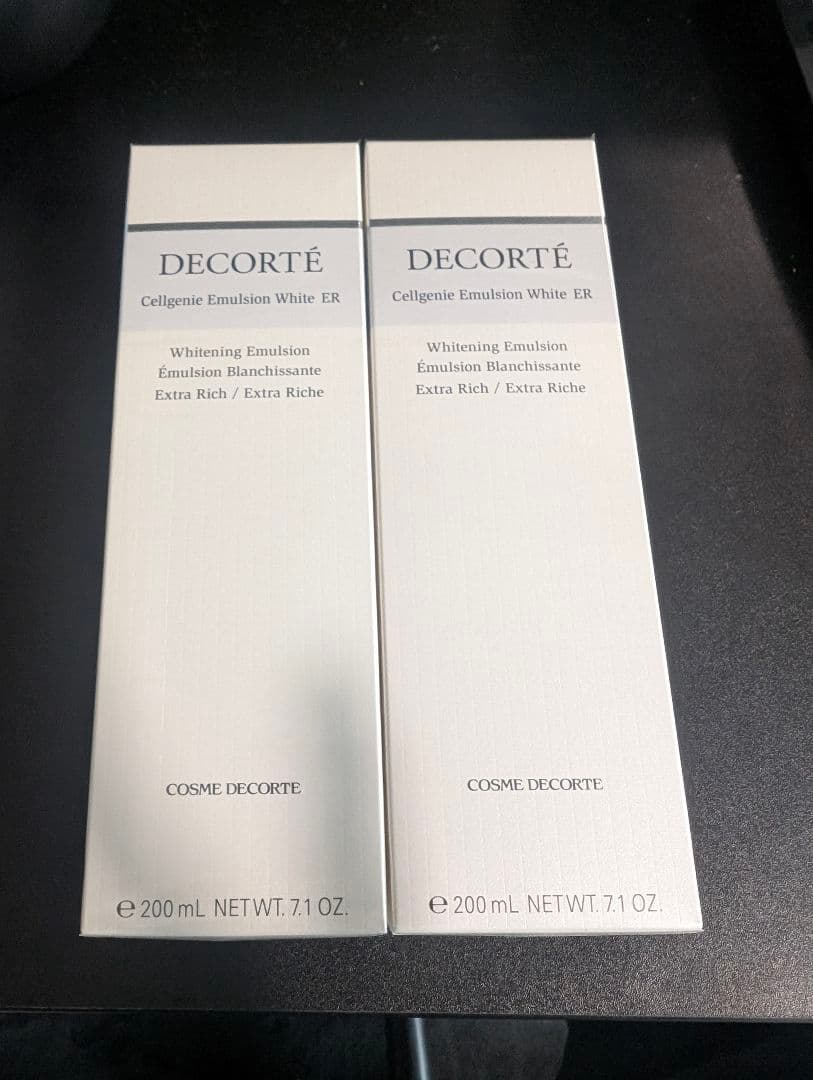 DECORTÉ
Cellgenie Emulsion White ER
Whitening Emulsion
Émulsion Blanchissante
Extra Rich / Extra Riche
COSME DECORTE
℮ 200 mL NET WT. 7.1 OZ.
DECORTÉ
Cellgenie Emulsion White ER
Whitening Emulsion
Émulsion Blanchissante
Extra Rich / Extra Riche
COSME DECORTE
℮ 200 mL NET WT. 7.1 OZ.